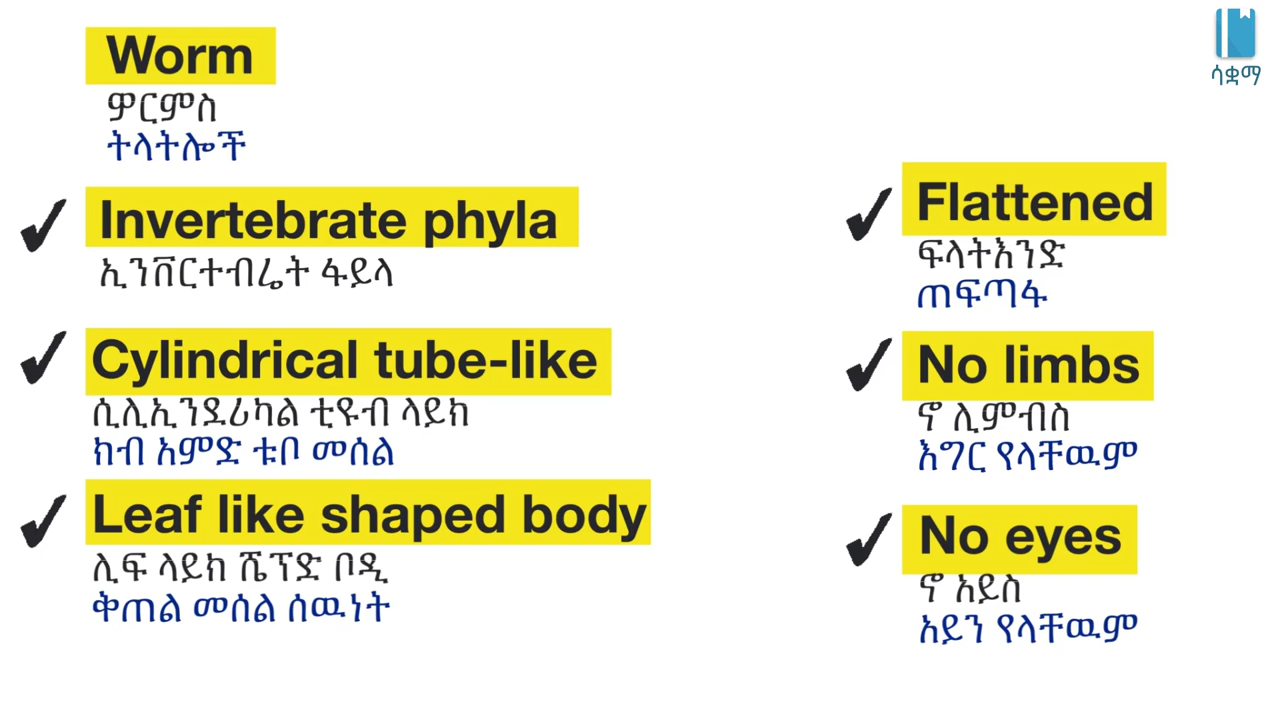 Worm
ዎርምስ
ትላትሎች
✓ Invertebrate phyla
ኢንቨርተብሬት ፋይላ
✓ Cylindrical tube-like
ሲሊኢንደሪካል ቲዩብ ላይክ
ክብ አምድ ቱቦ መሰል
✓ Leaf like shaped body
ሊፍ ላይክ ሼፕድ ቦዲ
ቅጠል መሰል ሰዉነት
ሳቋማ
✓ Flattened
ፍላትእንድ
ጠፍጣፋ
✓ No limbs
ኖ ሊምብስ
እግር የላቸዉም
✓ No eyes
ኖ አይስ
አይን የላቸዉም